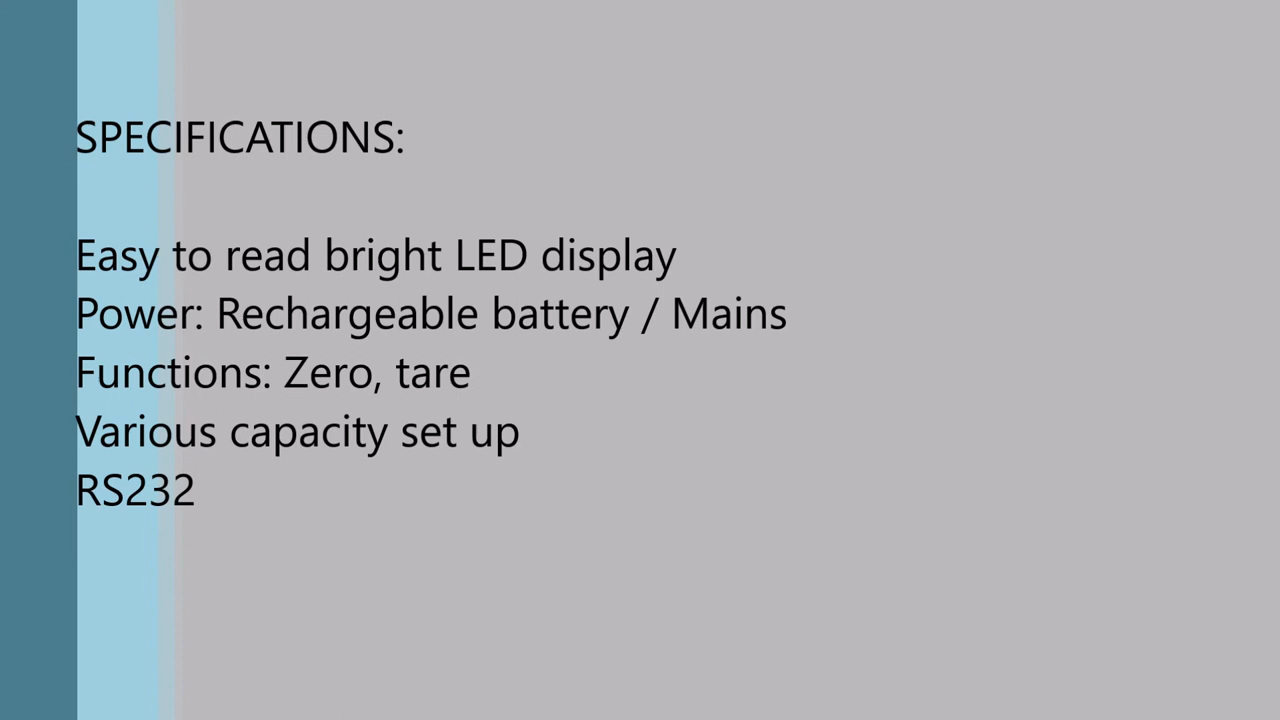 SPECIFICATIONS:
Easy to read bright LED display
Power: Rechargeable battery / Mains
Functions: Zero, tare
Various capacity set up
RS232